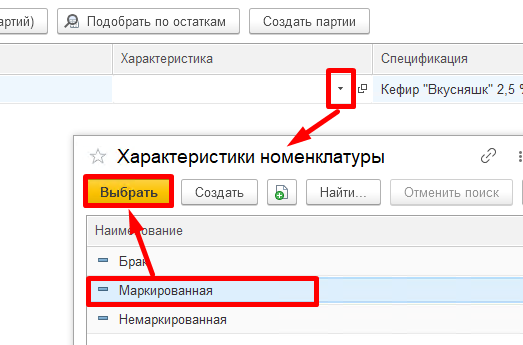 артий) Подобрать по остаткам Создать партии
Характеристика Спецификация
Кефир "Вкусняшк" 2,5 %
Характеристики номенклатуры
Выбрать Создать Найти... Отменить поиск
Наименование
Брак
Маркированная
Немаркированная